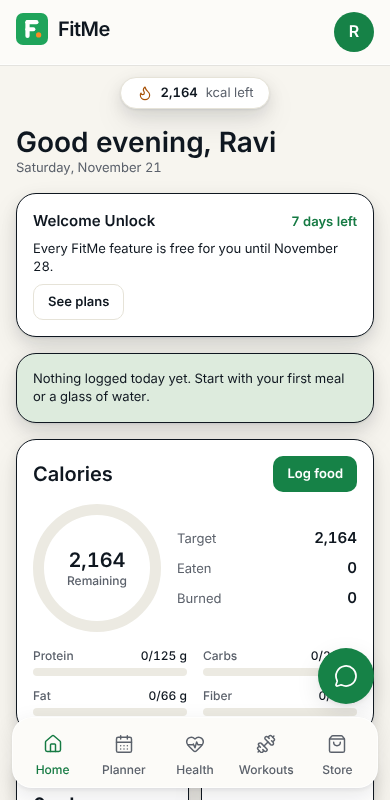 FitMe
R
2,164 kcal left
Good evening, Ravi
Saturday, November 21
Welcome Unlock
7 days left
Every FitMe feature is free for you until November
28.
See plans
Nothing logged today yet. Start with your first meal
or a glass of water.
Calories
Log food
2,164
Remaining
Target 2,164
Eaten 0
Burned 0
Protein 0/125 g
Carbs
Fat 0/66 g
Fiber
Home
Planner
Health
Workouts
Store